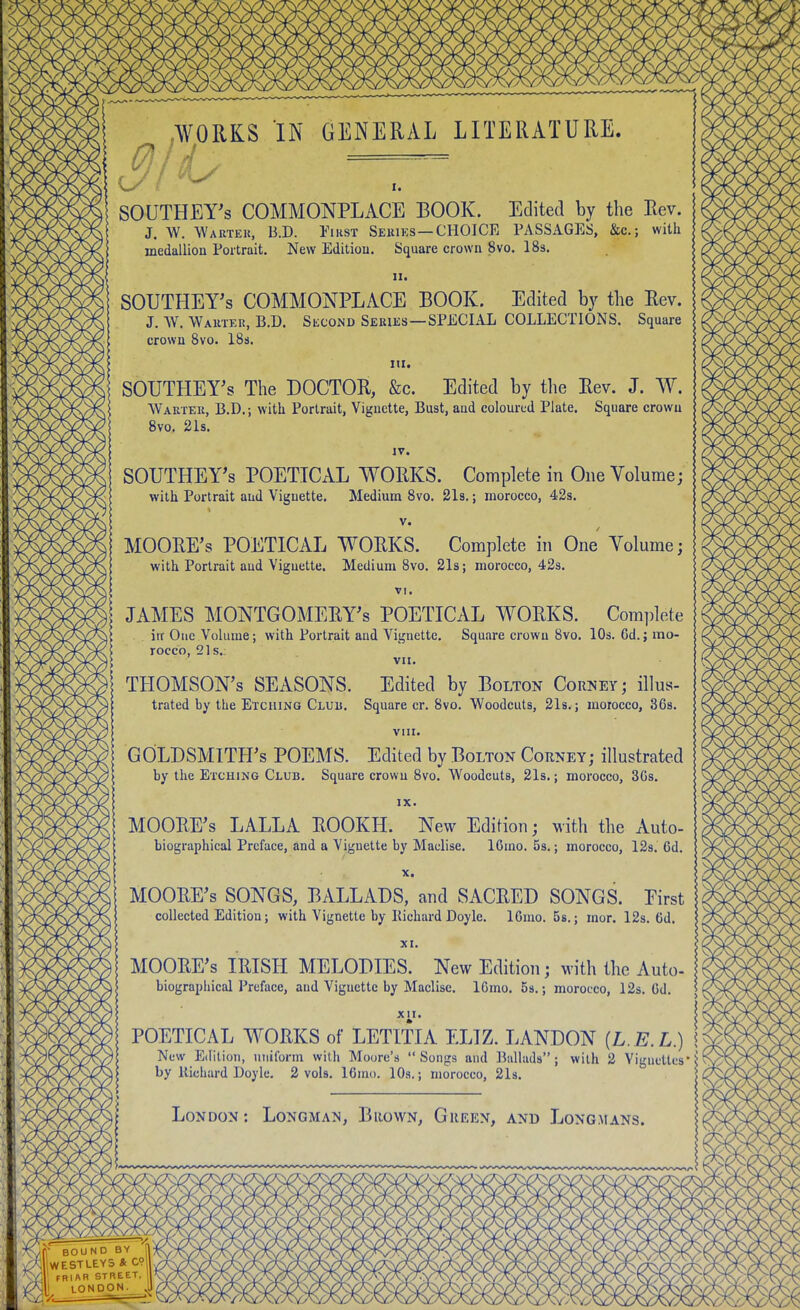 WORKS IN GENERAL LITERATURE.
I.
SOUTHEY's COMMONPLACE BOOK. Edited by the Rev.
J. W. WARTER, B.D. FIRST SERIES—CHOICE PASSAGES, &c.; with
medallion Portrait. New Edition. Square crown 8vo. 18s.
II.
SOUTHEY's COMMONPLACE BOOK. Edited by the Rev.
J. W. WARTER, B.D. SECOND SERIES—SPECIAL COLLECTIONS. Square
crown 8vo. 18s.
III.
SOUTHEY's The DOCTOR, &c. Edited by the Rev. J. W.
WARTER, B.D.; with Portrait, Vignette, Bust, and coloured Plate. Square crown
8vo. 21s.
IV.
SOUTHEY's POETICAL WORKS. Complete in One Volume;
with Portrait and Vignette. Medium 8vo. 21s.; morocco, 42s.
V.
MOORE's POETICAL WORKS. Complete in One Volume;
with Portrait and Vignette. Medium 8vo. 21s; morocco, 42s.
VI.
JAMES MONTGOMERY's POETICAL WORKS. Complete
in One Volume; with Portrait and Vignette. Square crown 8vo. 10s. 6d.; mo-
rocco, 21s.
VII.
THOMSON's SEASONS. Edited by BOLTON CORNEY; illus-
trated by the ETCHING CLUB. Square cr. 8vo. Woodcuts, 21s.; morocco, 36s.
VIII.
GOLDSMITH's POEMS. Edited by BOLTON CORNEY; illustrated
by the ETCHING CLUB. Square crown 8vo. Woodcuts, 21s.; morocco, 36s.
IX.
MOORE's LALLA ROOKH. New Edition; with the Auto-
biographical Preface, and a Vignette by Maclise. 16mo. 5s.; morocco, 12s. 6d.
X.
MOORE's SONGS, BALLADS, and SACRED SONGS. First
collected Edition; with Vignette by Richard Doyle. 16mo. 5s.; mor. 12s. 6d.
XI.
MOORE's IRISH MELODIES. New Edition; with the Auto-
biographical Preface, and Vignette by Maclise. 16mo. 5s.; morocco, 12s. 6d.
XII.
POETICAL WORKS of LETITIA ELIZ. LANDON (L.E.L.)
New Edition, uniform with Moore's "Songs and Ballads"; with 2 Vignettes
by Richard Doyle. 2 vols. 16mo. 10s.; morocco, 21s.
LONDON: LONGMAN, BROWN, GREEN, AND LONGMANS.
BOUND BY
WESTLEYS & Co
FRIAR STREET,
LONDON.